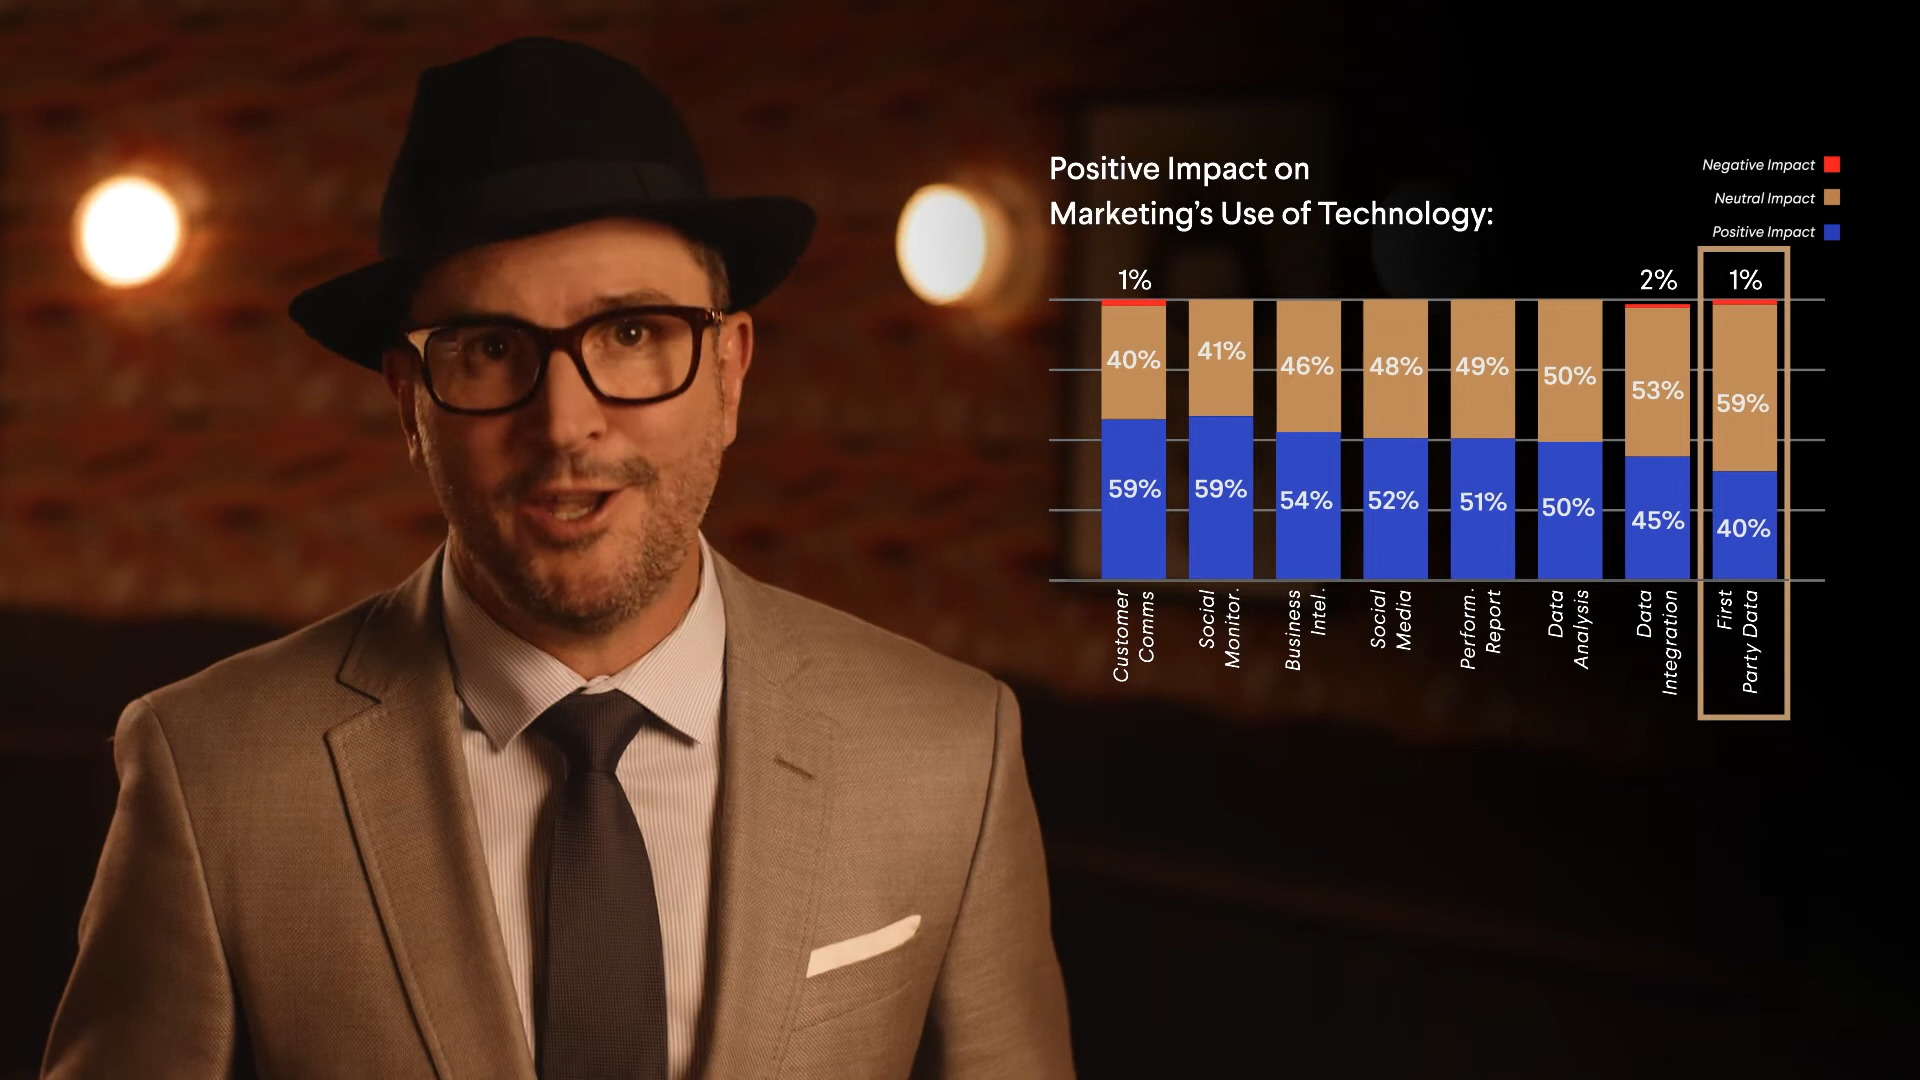 Positive Impact on
Marketing's Use of Technology:
Negative Impact
Neutral Impact
Positive Impact
1%
2%
1%
40%
41%
46%
48%
49%
50%
53%
59%
59%
59%
54%
52%
51%
50%
45%
40%
Customer
Comms
Social
Monitor.
Business
Intel.
Social
Media
Perform.
Report
Data
Analysis
Data
Integration
First
Party Data